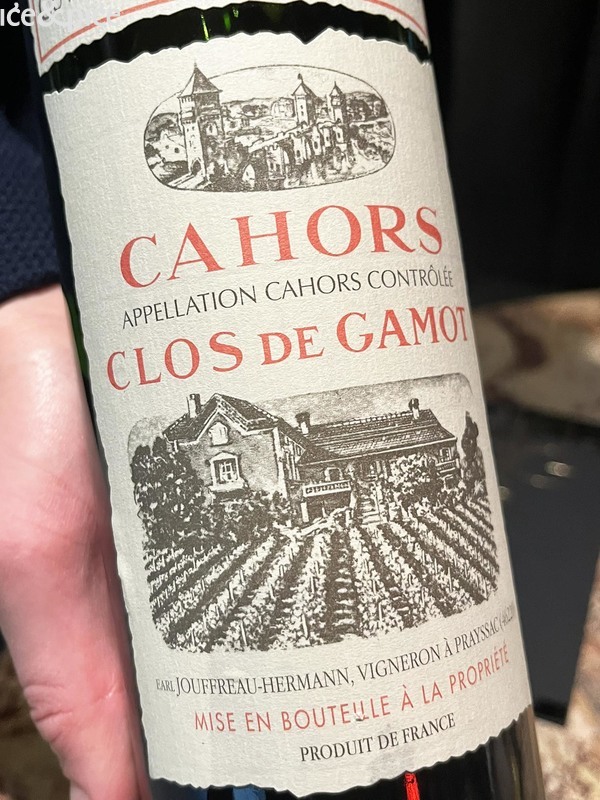 CAHORS
APPELLATION CAHORS CONTRÔLÉE
CLOS DE GAMOT
EARL JOUFFREAU-HERMANN, VIGNERON À PRAYSSAC
MISE EN BOUTEILLE À LA PROPRIÉTÉ
PRODUIT DE FRANCE